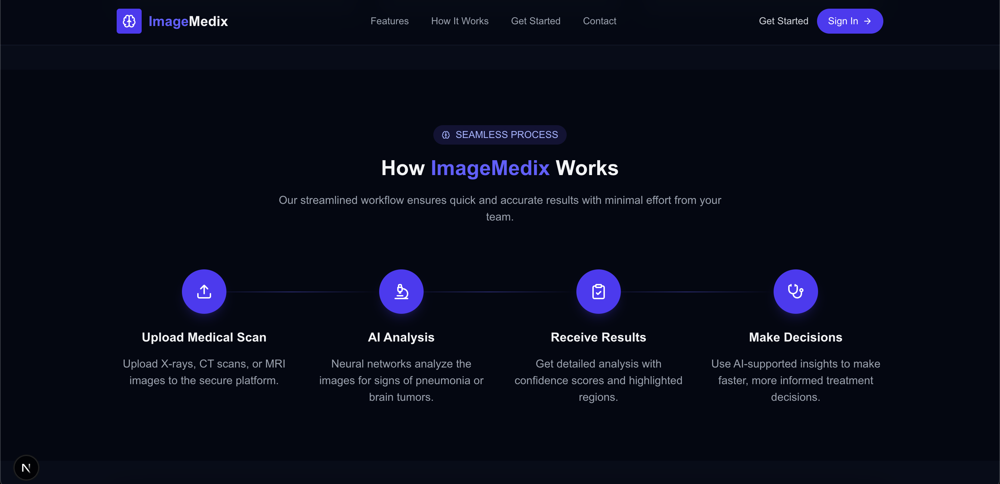 ImageMedix
Features
How It Works
Get Started
Contact
Get Started
Sign In
SEAMLESS PROCESS
How ImageMedix Works
Our streamlined workflow ensures quick and accurate results with minimal effort from your
team.
Upload Medical Scan
Upload X-rays, CT scans, or MRI
images to the secure platform.
AI Analysis
Neural networks analyze the
images for signs of pneumonia or
brain tumors.
Receive Results
Get detailed analysis with
confidence scores and highlighted
regions.
Make Decisions
Use AI-supported insights to make
faster, more informed treatment
decisions.
N